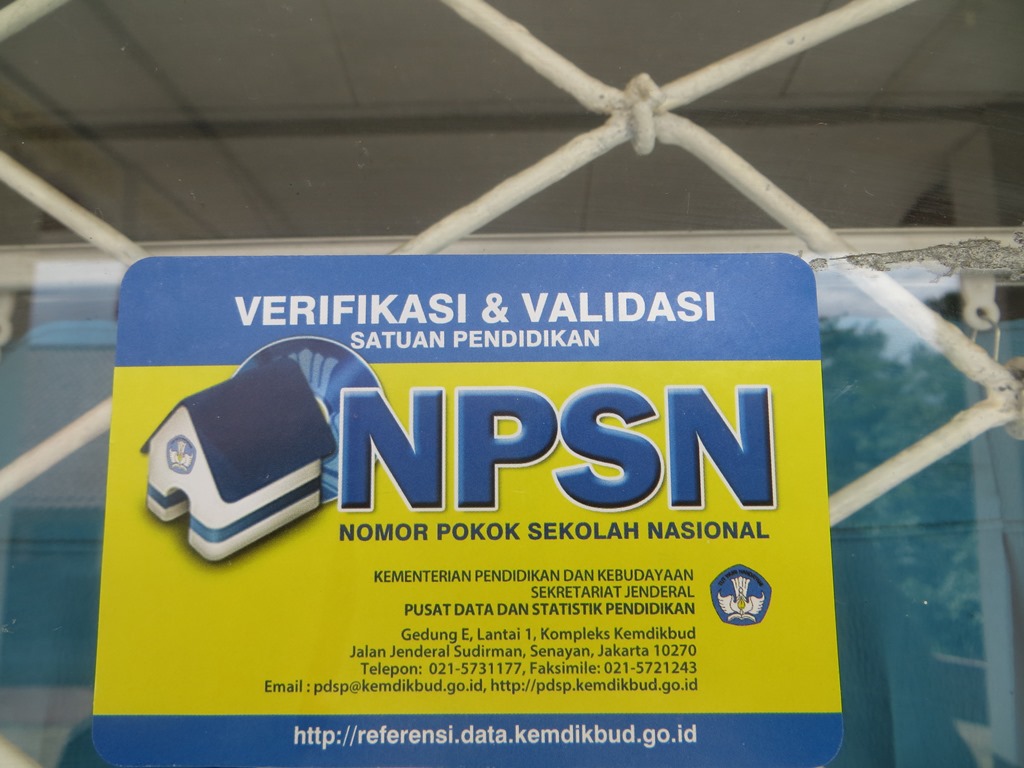 VERIFIKASI & VALIDASI
SATUAN PENDIDIKAN
NPSN
NOMOR POKOK SEKOLAH NASIONAL
KEMENTERIAN PENDIDIKAN DAN KEBUDAYAAN
SEKRETARIAT JENDERAL
PUSAT DATA DAN STATISTIK PENDIDIKAN
Gedung E, Lantai 1, Kompleks Kemdikbud
Jalan Jenderal Sudirman, Senayan, Jakarta 10270
Telepon: 021-5731177, Faksimile: 021-5721243
Email : pdsp@kemdikbud.go.id, http://pdsp.kemdikbud.go.id
http://referensi.data.kemdikbud.go.id